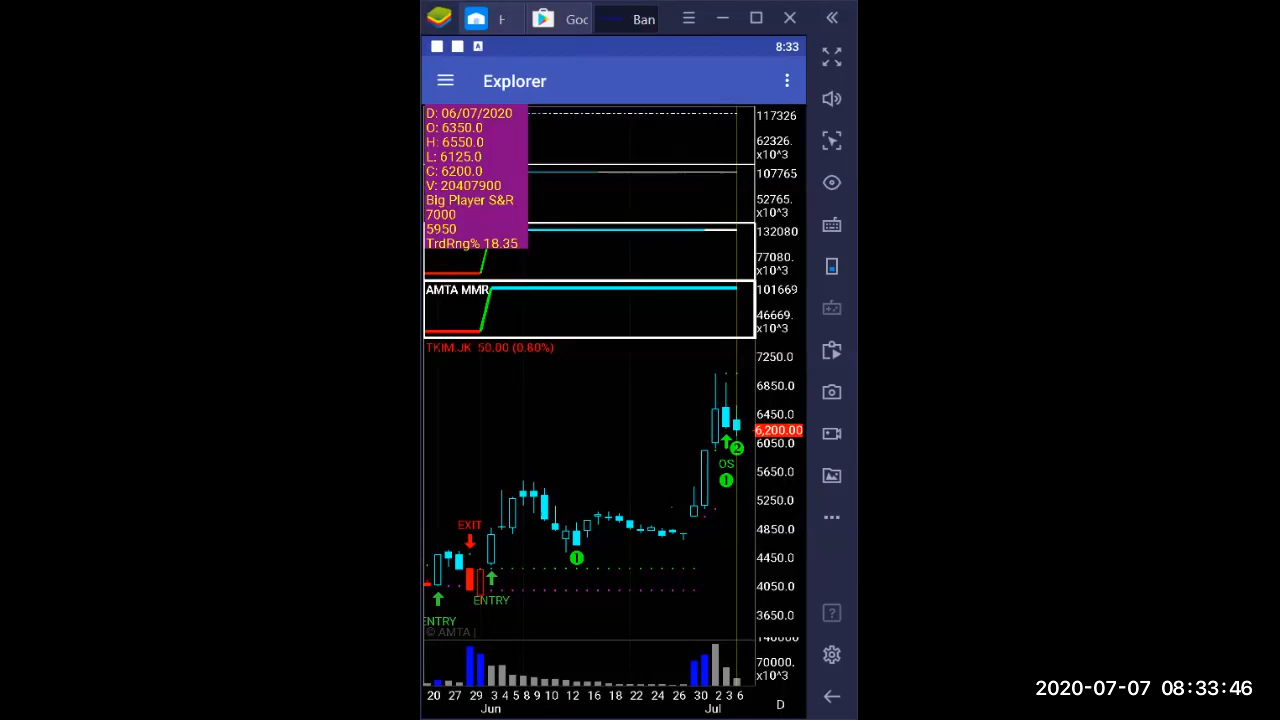 H
Goc
Ban
A
8:33
Explorer
D: 06/07/2020
O: 6350.0
H: 6550.0
L: 6125.0
C: 6200.0
V: 20407900
Big Player S&R
7000
5950
TrdRng% 18.35
117326
62326.
x10^3
107765
52765.
x10^3
132080
77080.
x10^3
AMTA MMR
101669
46669.
x10^3
TKIM.JK 50.00 (0.80%)
7250.0
6850.0
6450.0
6,200.00
6050.0
5650.0
5250.0
4850.0
4450.0
4050.0
3650.0
2
OS
1
EXIT
1
ENTRY
ENTRY
© AMTA |
140000
70000.
x10^3
20 27 29 3 4 5 8 9 10 12 16 18 22 24 26 30 2 3 6
Jun Jul D
2020-07-07 08:33:46